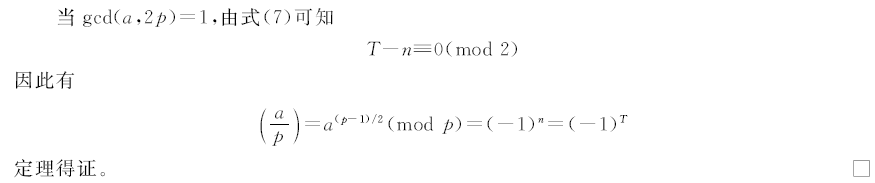 当 gcd(a,2p)=1,由式(7)可知
T−n≡0(mod 2)
因此有
(a/p)=a^{(p−1)/2}(mod p)=(−1)^n=(−1)^T
定理得证。 □